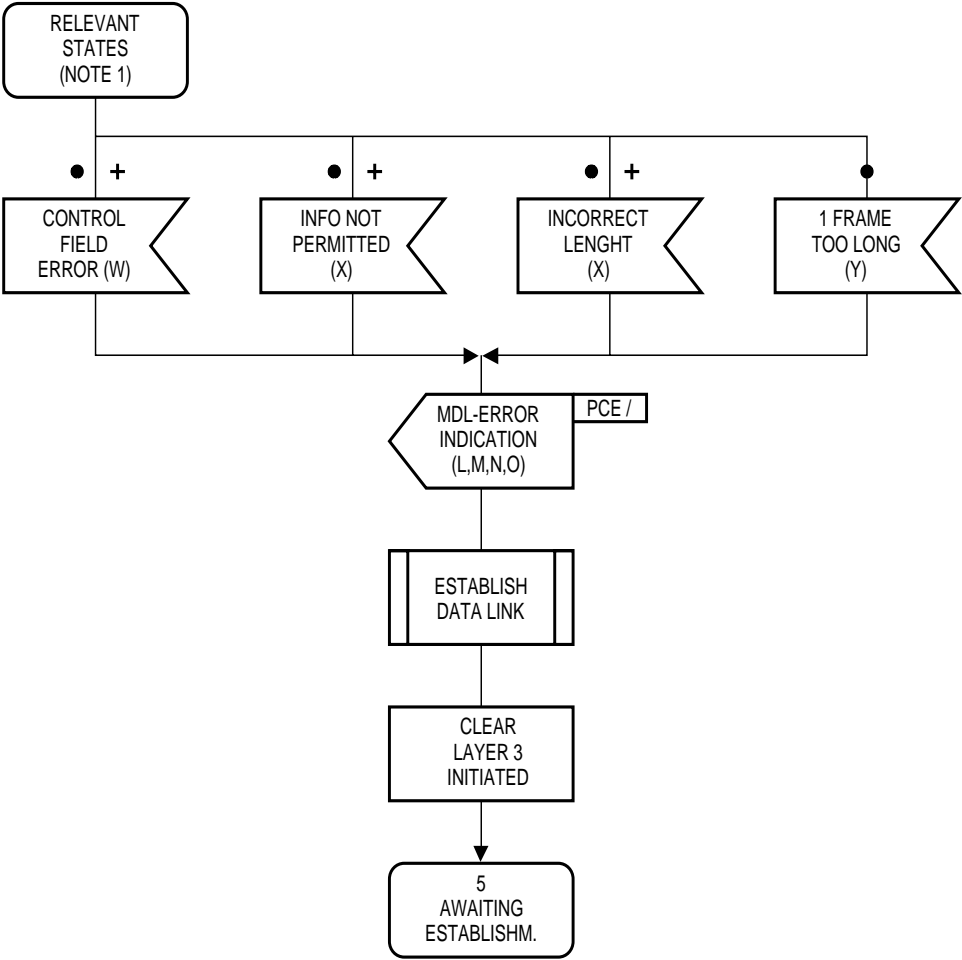 RELEVANT
STATES
(NOTE 1)
+
+
+
CONTROL
FIELD
ERROR (W)
INFO NOT
PERMITTED
(X)
INCORRECT
LENGHT
(X)
1 FRAME
TOO LONG
(Y)
MDL-ERROR
INDICATION
(L,M,N,O)
PCE /
ESTABLISH
DATA LINK
CLEAR
LAYER 3
INITIATED
5
AWAITING
ESTABLISHM.